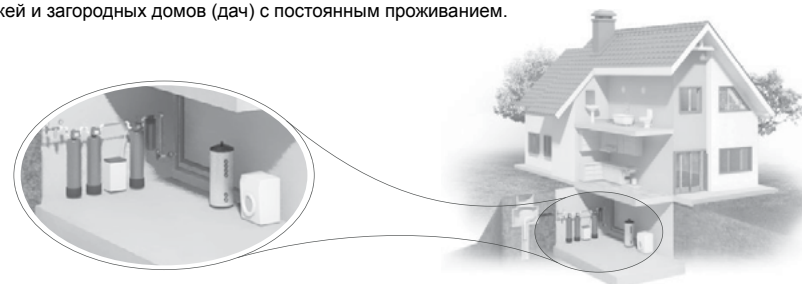 жей и загородных домов (дач) с постоянным проживанием.